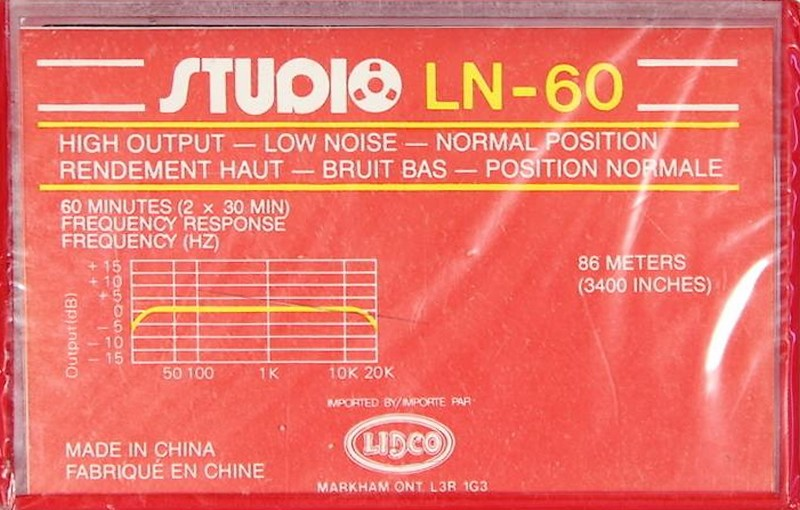 STUDIO LN-60
HIGH OUTPUT — LOW NOISE — NORMAL POSITION
RENDEMENT HAUT — BRUIT BAS — POSITION NORMALE
60 MINUTES (2 x 30 MIN)
FREQUENCY RESPONSE
FREQUENCY (HZ)
86 METERS
(3400 INCHES)
Output(dB)
+ 15
+ 10
+ 5
0
– 5
– 10
– 15
50 100 1K 10K 20K
IMPORTED BY/IMPORTE PAR
LIDCO
MARKHAM ONT. L3R 1G3
MADE IN CHINA
FABRIQUÉ EN CHINE